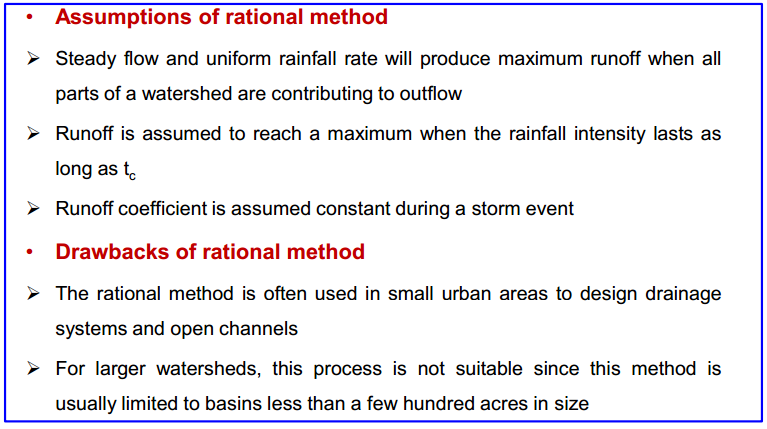 • Assumptions of rational method
➢ Steady flow and uniform rainfall rate will produce maximum runoff when all
parts of a watershed are contributing to outflow
➢ Runoff is assumed to reach a maximum when the rainfall intensity lasts as
long as tc
➢ Runoff coefficient is assumed constant during a storm event
• Drawbacks of rational method
➢ The rational method is often used in small urban areas to design drainage
systems and open channels
➢ For larger watersheds, this process is not suitable since this method is
usually limited to basins less than a few hundred acres in size